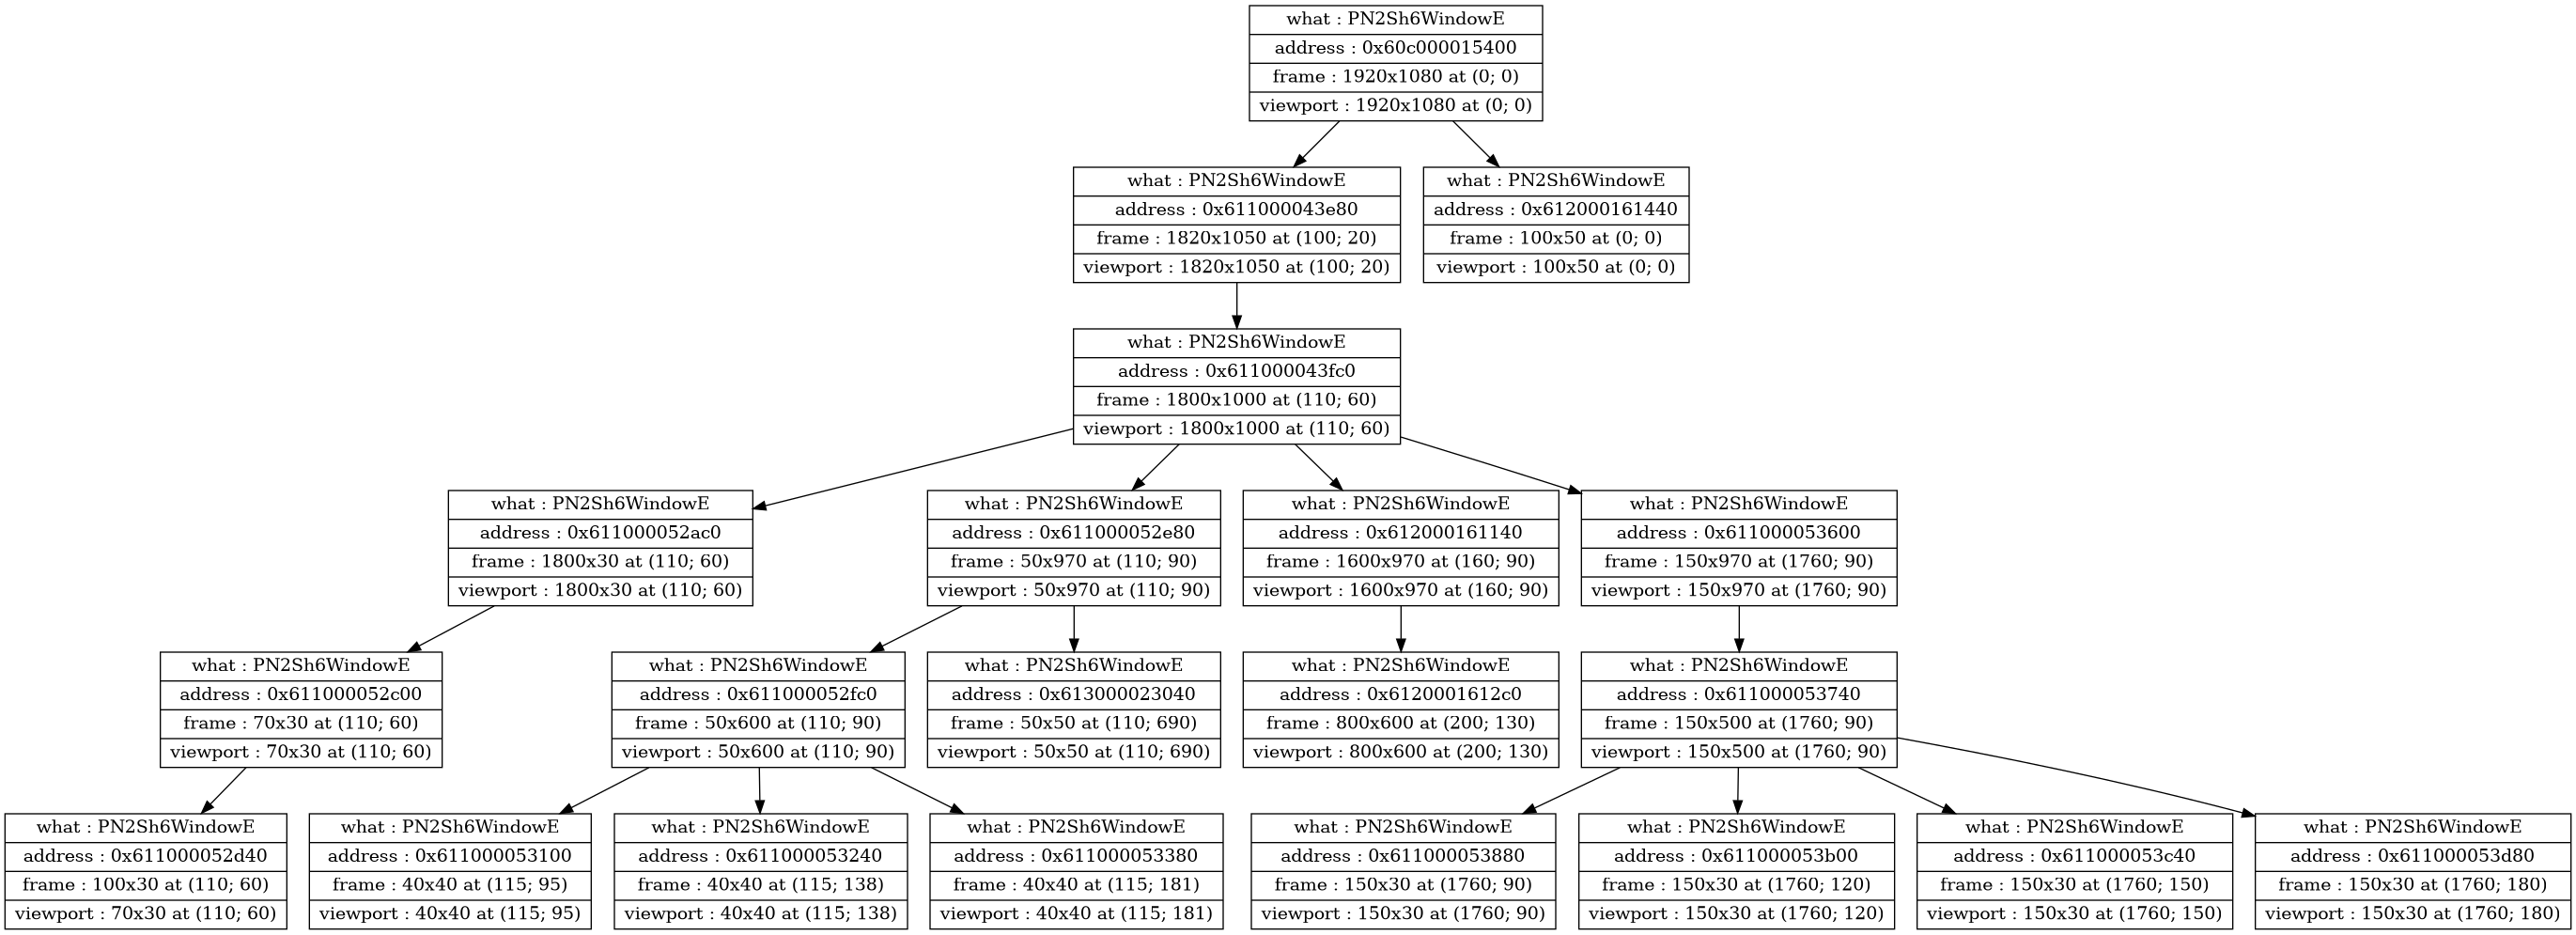 what : PN2Sh6WindowE
address : 0x60c000015400
frame : 1920x1080 at (0; 0)
viewport : 1920x1080 at (0; 0)
what : PN2Sh6WindowE
address : 0x611000043e80
frame : 1820x1050 at (100; 20)
viewport : 1820x1050 at (100; 20)
what : PN2Sh6WindowE
address : 0x612000161440
frame : 100x50 at (0; 0)
viewport : 100x50 at (0; 0)
what : PN2Sh6WindowE
address : 0x611000043fc0
frame : 1800x1000 at (110; 60)
viewport : 1800x1000 at (110; 60)
what : PN2Sh6WindowE
address : 0x611000052ac0
frame : 1800x30 at (110; 60)
viewport : 1800x30 at (110; 60)
what : PN2Sh6WindowE
address : 0x611000052e80
frame : 50x970 at (110; 90)
viewport : 50x970 at (110; 90)
what : PN2Sh6WindowE
address : 0x612000161140
frame : 1600x970 at (160; 90)
viewport : 1600x970 at (160; 90)
what : PN2Sh6WindowE
address : 0x611000053600
frame : 150x970 at (1760; 90)
viewport : 150x970 at (1760; 90)
what : PN2Sh6WindowE
address : 0x611000052c00
frame : 70x30 at (110; 60)
viewport : 70x30 at (110; 60)
what : PN2Sh6WindowE
address : 0x611000052fc0
frame : 50x600 at (110; 90)
viewport : 50x600 at (110; 90)
what : PN2Sh6WindowE
address : 0x613000023040
frame : 50x50 at (110; 690)
viewport : 50x50 at (110; 690)
what : PN2Sh6WindowE
address : 0x6120001612c0
frame : 800x600 at (200; 130)
viewport : 800x600 at (200; 130)
what : PN2Sh6WindowE
address : 0x611000053740
frame : 150x500 at (1760; 90)
viewport : 150x500 at (1760; 90)
what : PN2Sh6WindowE
address : 0x611000052d40
frame : 100x30 at (110; 60)
viewport : 70x30 at (110; 60)
what : PN2Sh6WindowE
address : 0x611000053100
frame : 40x40 at (115; 95)
viewport : 40x40 at (115; 95)
what : PN2Sh6WindowE
address : 0x611000053240
frame : 40x40 at (115; 138)
viewport : 40x40 at (115; 138)
what : PN2Sh6WindowE
address : 0x611000053380
frame : 40x40 at (115; 181)
viewport : 40x40 at (115; 181)
what : PN2Sh6WindowE
address : 0x611000053880
frame : 150x30 at (1760; 90)
viewport : 150x30 at (1760; 90)
what : PN2Sh6WindowE
address : 0x611000053b00
frame : 150x30 at (1760; 120)
viewport : 150x30 at (1760; 120)
what : PN2Sh6WindowE
address : 0x611000053c40
frame : 150x30 at (1760; 150)
viewport : 150x30 at (1760; 150)
what : PN2Sh6WindowE
address : 0x611000053d80
frame : 150x30 at (1760; 180)
viewport : 150x30 at (1760; 180)